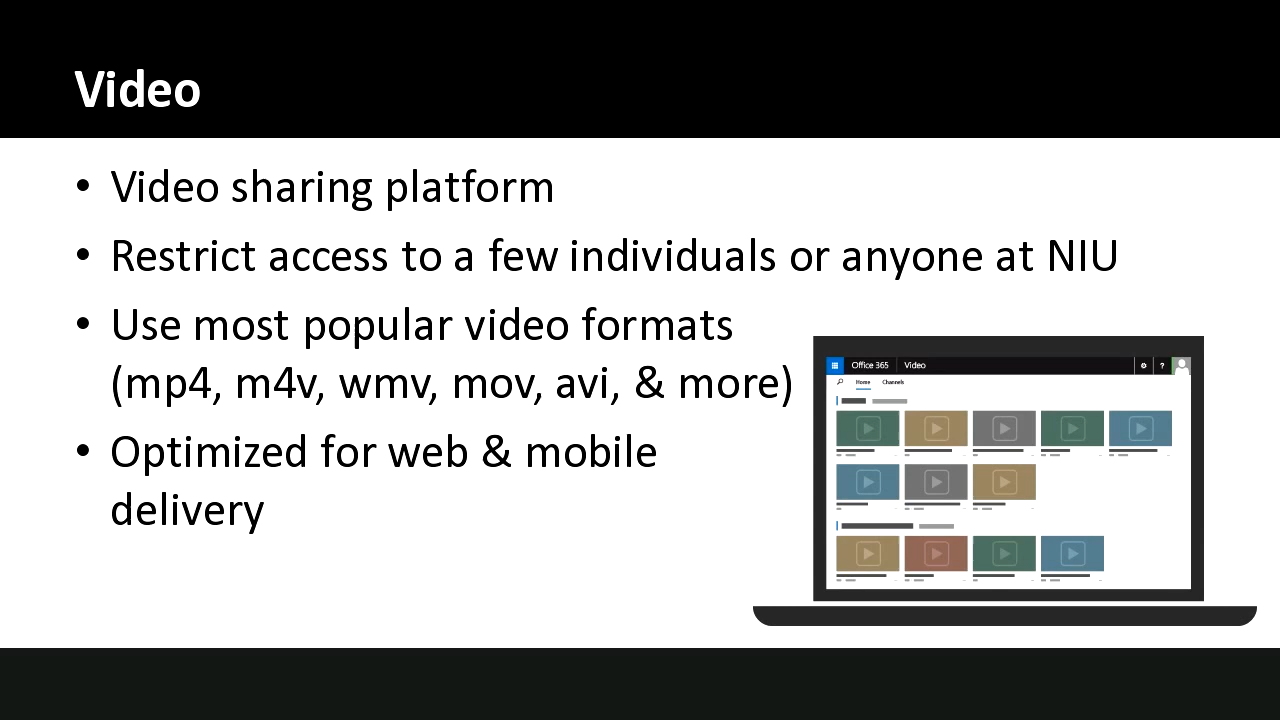 Video
• Video sharing platform
• Restrict access to a few individuals or anyone at NIU
• Use most popular video formats
(mp4, m4v, wmv, mov, avi, & more)
• Optimized for web & mobile
delivery
Office 365 Video ?
Home Channels